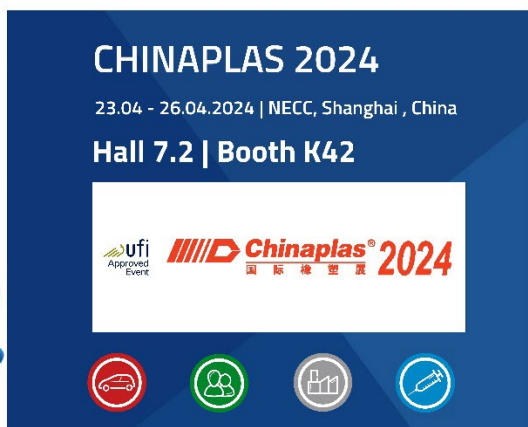 CHINAPLAS 2024
23.04 - 26.04.2024 | NECC, Shanghai , China
Hall 7.2 | Booth K42
ufi
Approved
Event
Chinaplas® 2024
国际橡塑展